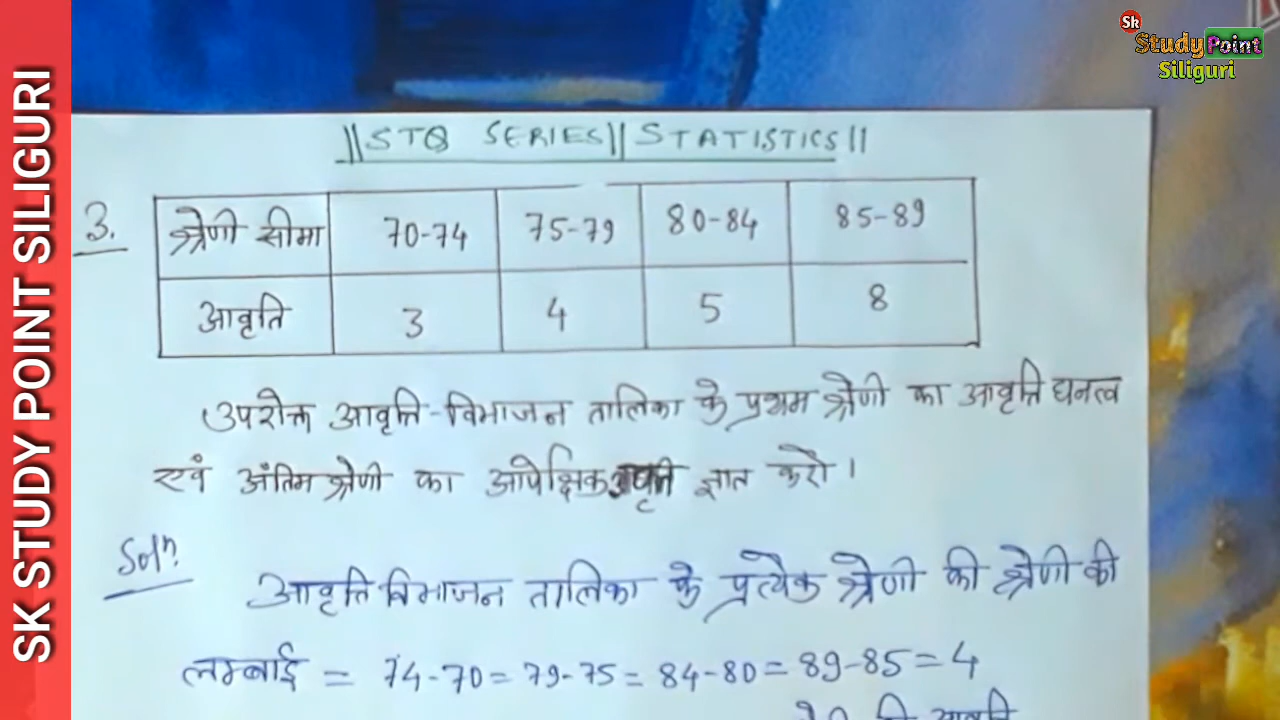 SK STUDY POINT SILIGURI
Sk
Study Point
Siliguri
||STQ SERIES|| STATISTICS||
3.
श्रेणी सीमा 70-74 75-79 80-84 85-89
आवृति 3 4 5 8
उपरोक्त आवृत्ति-विभाजन तालिका के प्रथम श्रेणी का आवृत्ति घनत्व
एवं अंतिम श्रेणी का आपेक्षिक ज्ञात करो।
Solⁿ.
आवृत्ति विभाजन तालिका के प्रत्येक श्रेणी की श्रेणी की
लम्बाई = 74-70 = 79-75 = 84-80 = 89-85 = 4